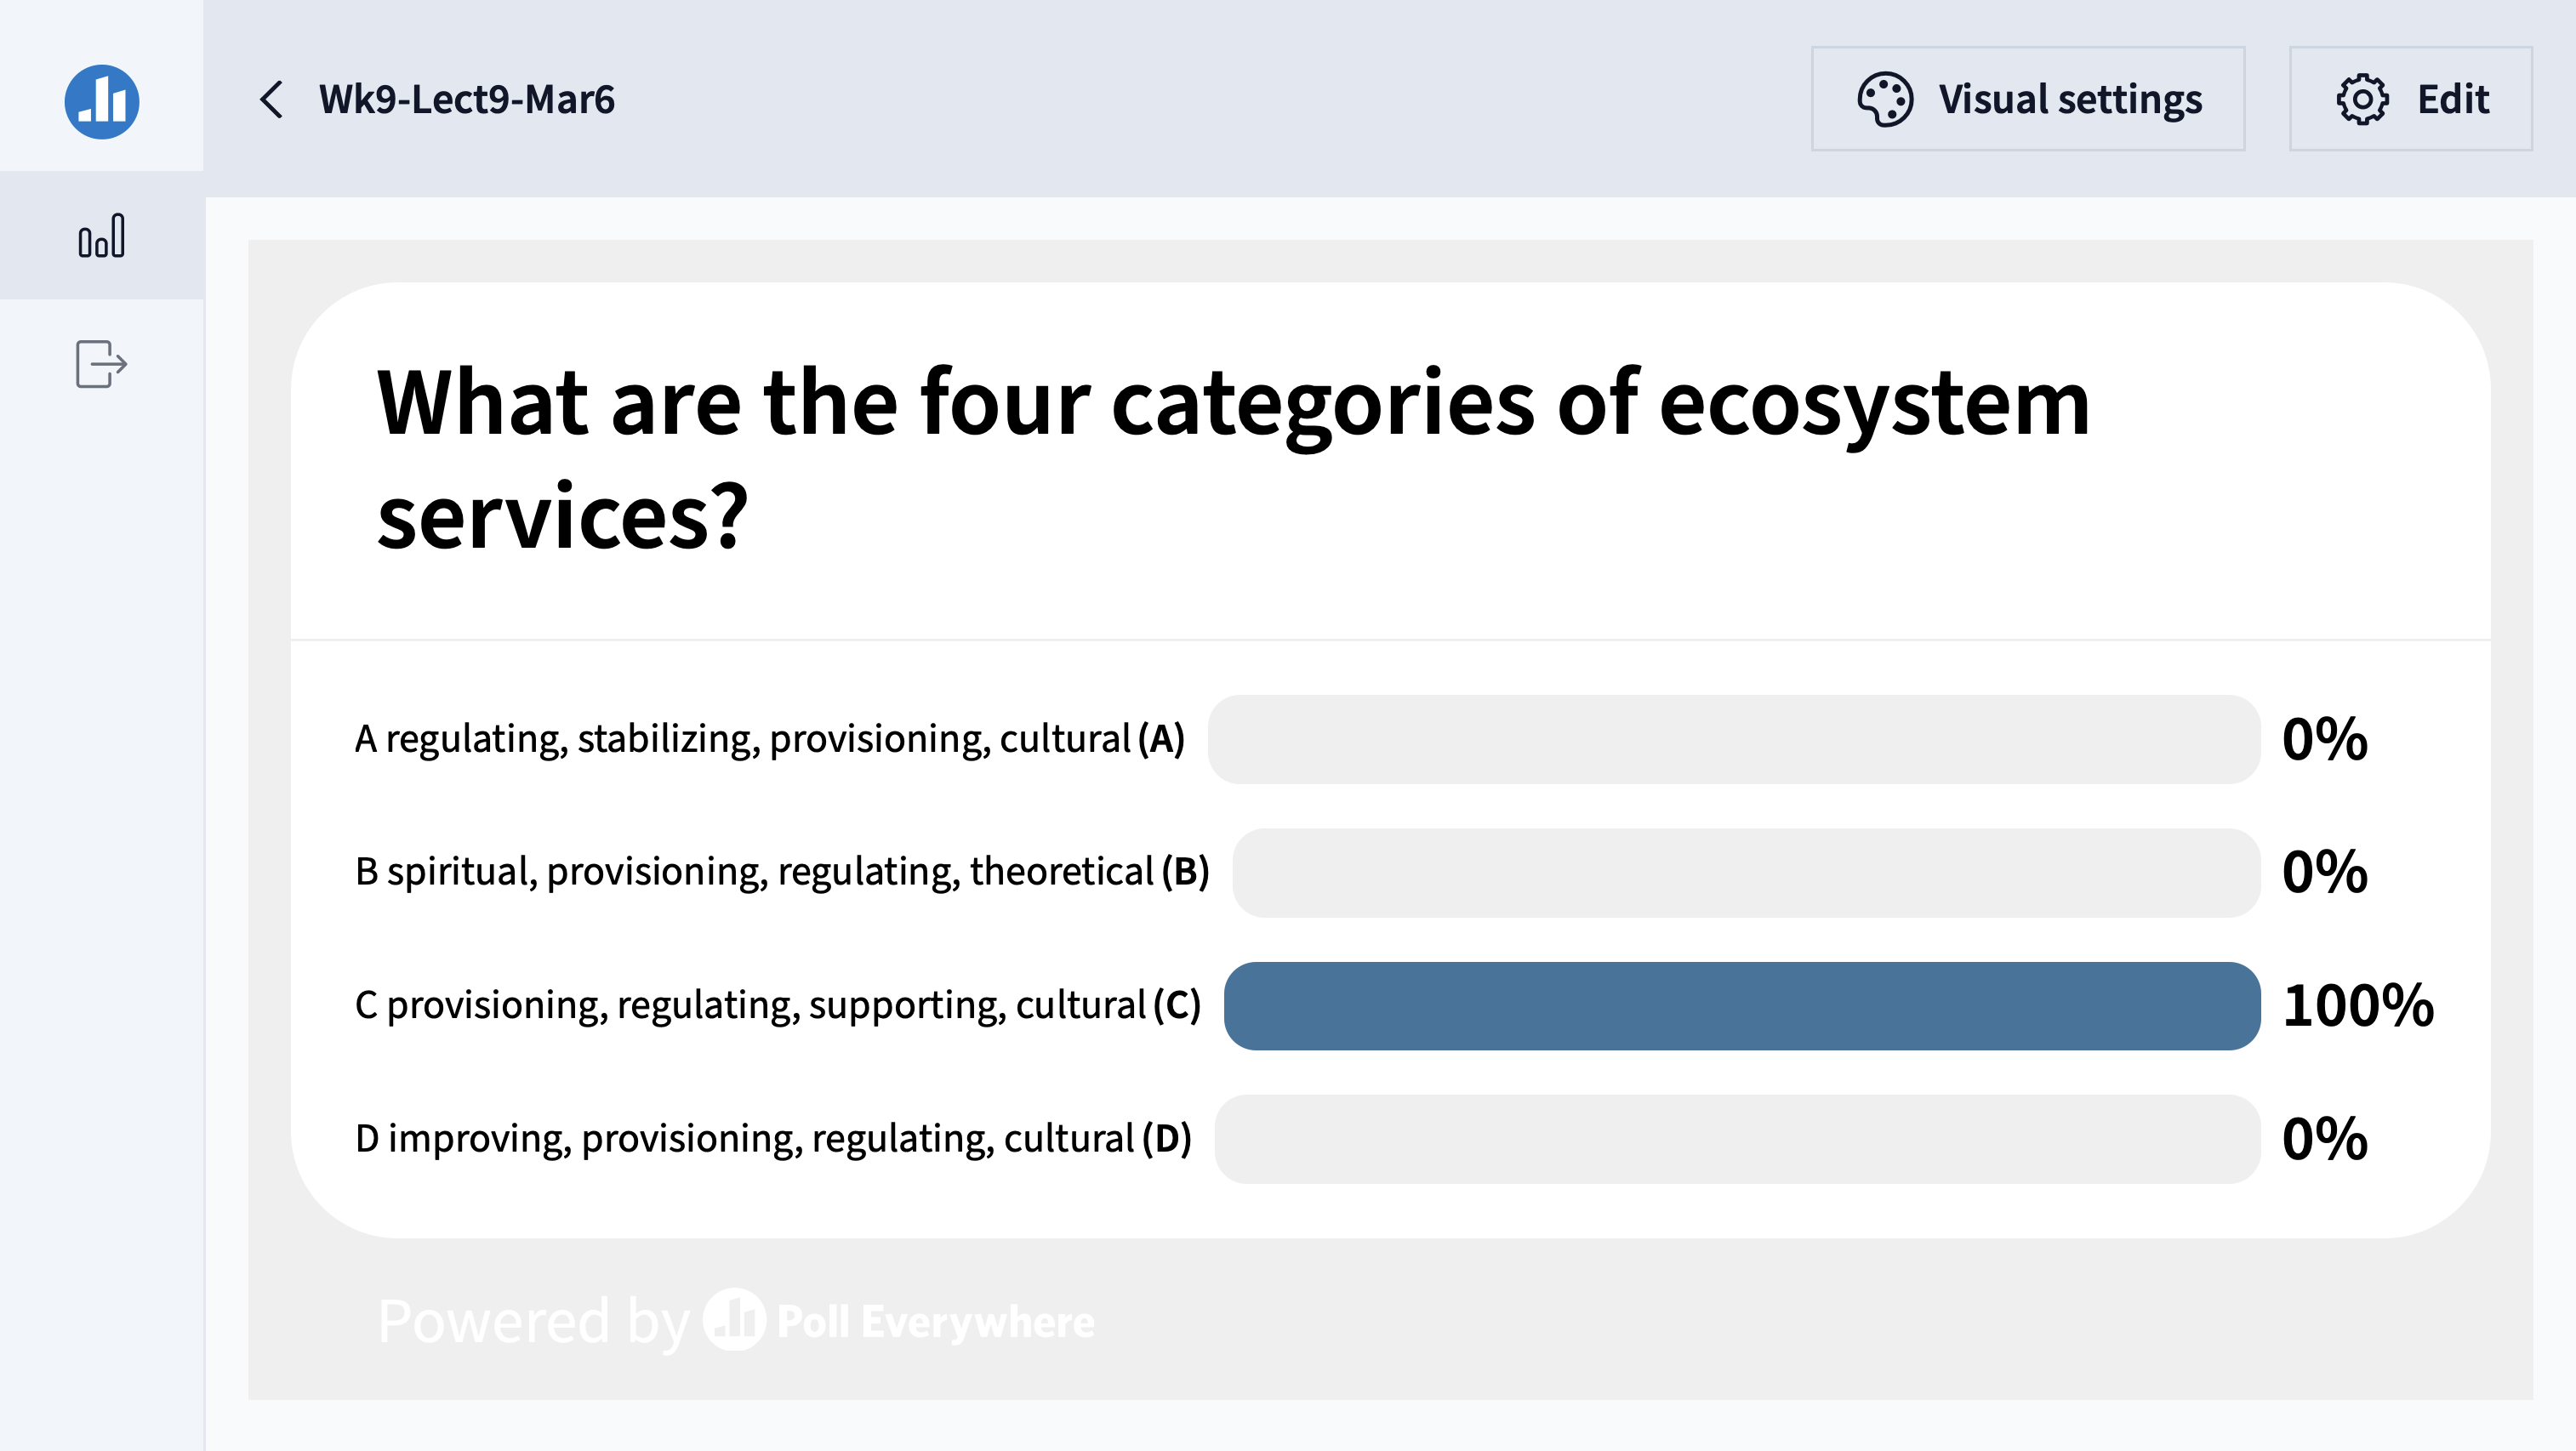 Wk9-Lect9-Mar6
Visual settings
Edit
What are the four categories of ecosystem
services?
A regulating, stabilizing, provisioning, cultural (A)
0%
B spiritual, provisioning, regulating, theoretical (B)
0%
C provisioning, regulating, supporting, cultural (C)
100%
D improving, provisioning, regulating, cultural (D)
0%
Powered by Poll Everywhere